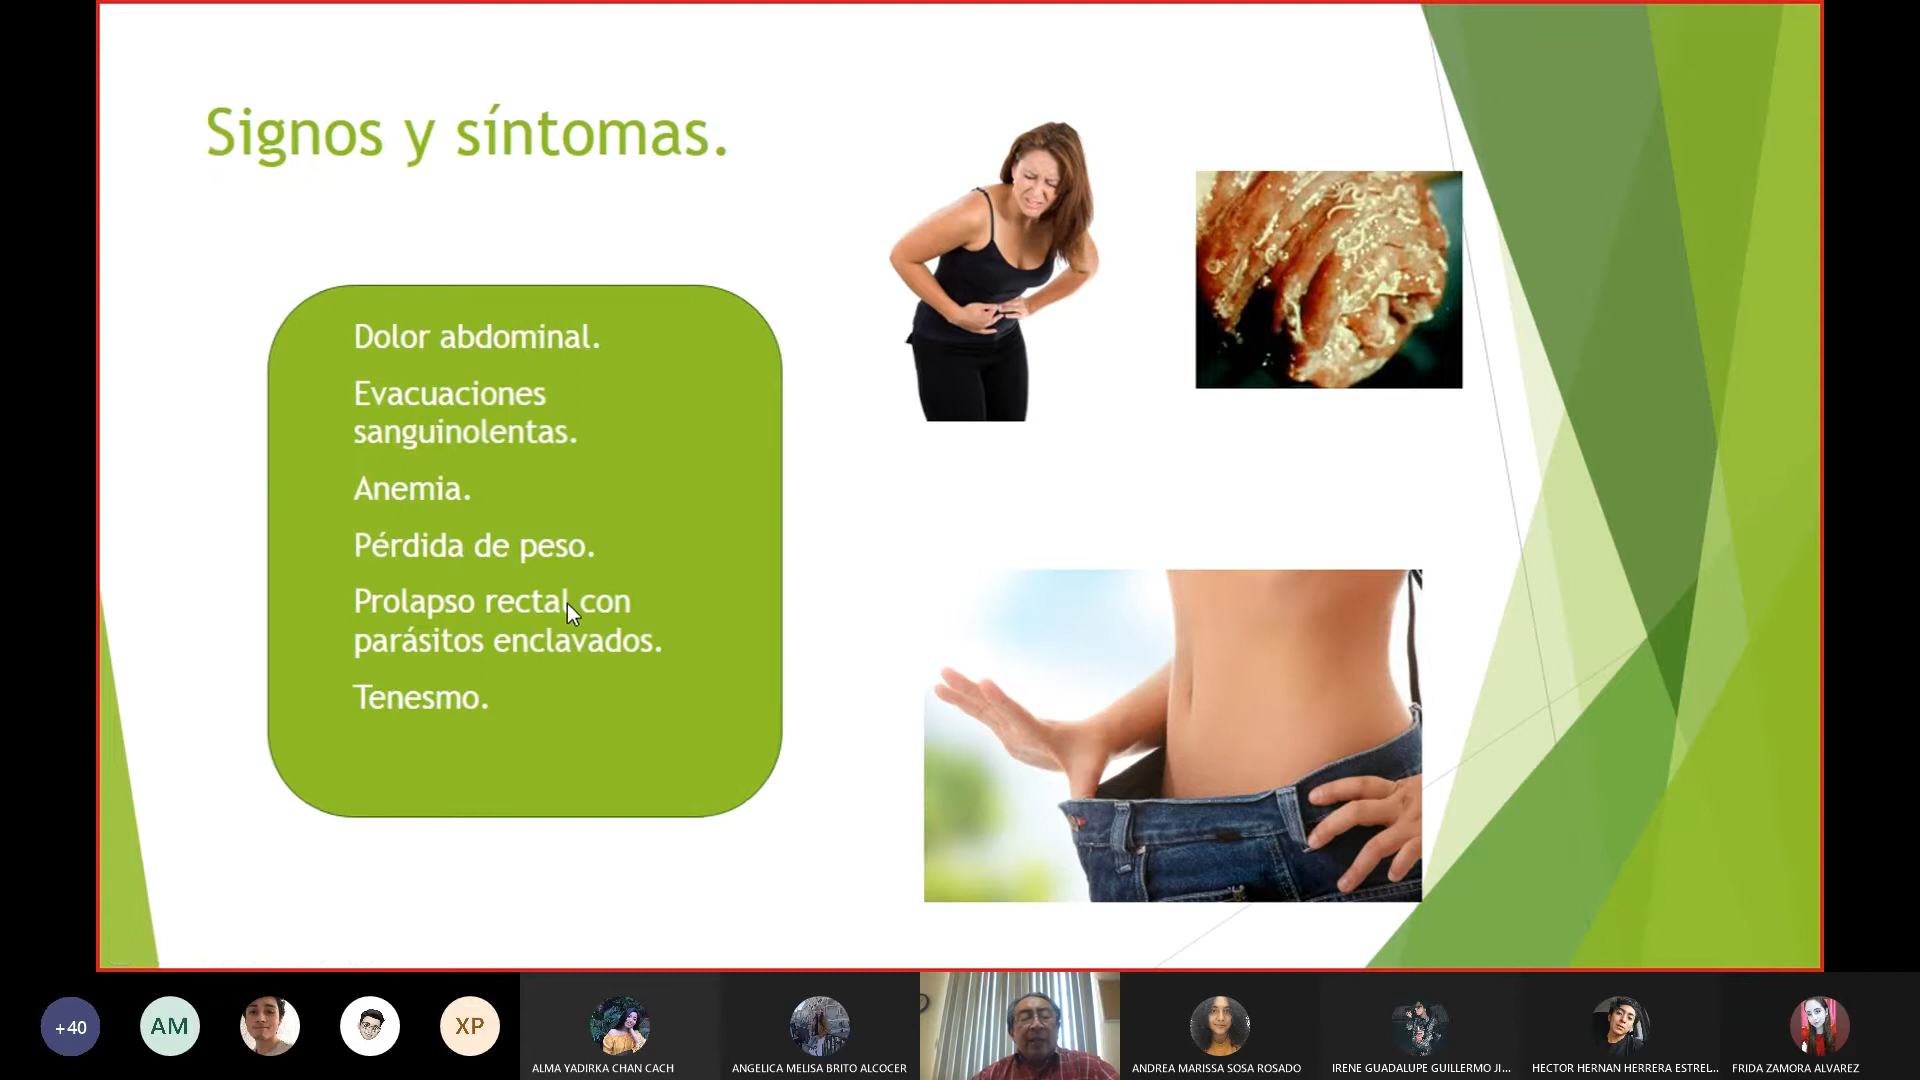 Signos y síntomas.
Dolor abdominal.
Evacuaciones
sanguinolentas.
Anemia.
Pérdida de peso.
Prolapso rectal con
parásitos enclavados.
Tenesmo.
+40
AM
XP
ALMA YADIRKA CHAN CACH
ANGELICA MELISA BRITO ALCOCER
ANDREA MARISSA SOSA ROSADO
IRENE GUADALUPE GUILLERMO JI...
HECTOR HERNAN HERRERA ESTREL...
FRIDA ZAMORA ALVAREZ